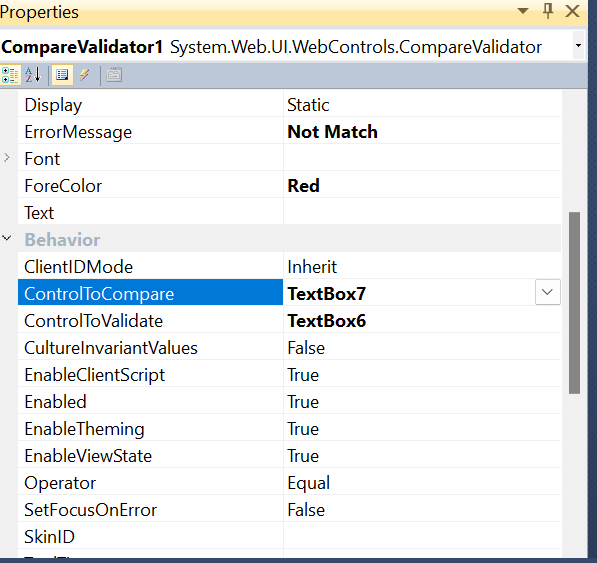 Properties
CompareValidator1 System.Web.UI.WebControls.CompareValidator
Display Static
ErrorMessage Not Match
Font
ForeColor Red
Text
Behavior
ClientIDMode Inherit
ControlToCompare TextBox7
ControlToValidate TextBox6
CultureInvariantValues False
EnableClientScript True
Enabled True
EnableTheming True
EnableViewState True
Operator Equal
SetFocusOnError False
SkinID